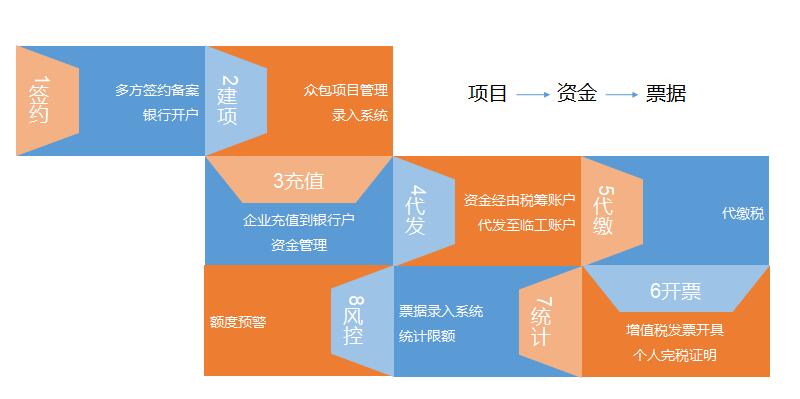 1签约
多方签约备案
银行开户
2建项
众包项目管理
录入系统
项目 → 资金 → 票据
3充值
企业充值到银行户
资金管理
4代发
资金经由税筹账户
代发至临工账户
5代缴
代缴税
6开票
增值税发票开具
个人完税证明
7统计
票据录入系统
统计限额
8风控
额度预警